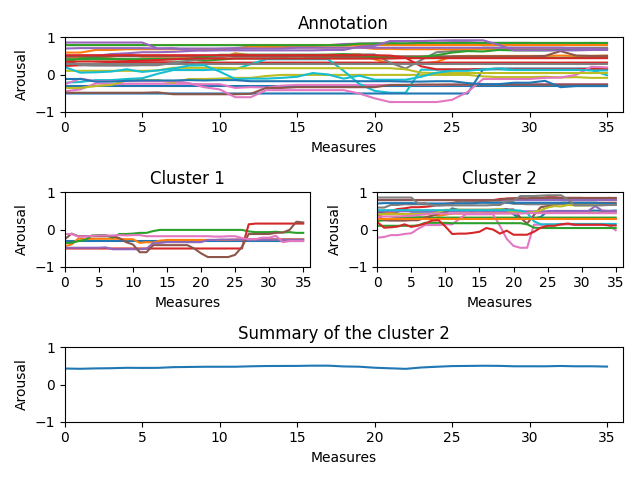 Annotation
Arousal
1
0
−1
0 5 10 15 20 25 30 35
Measures
Cluster 1
Arousal
1
0
−1
0 5 10 15 20 25 30 35
Measures
Cluster 2
Arousal
1
0
−1
0 5 10 15 20 25 30 35
Measures
Summary of the cluster 2
Arousal
1
0
−1
0 5 10 15 20 25 30 35
Measures